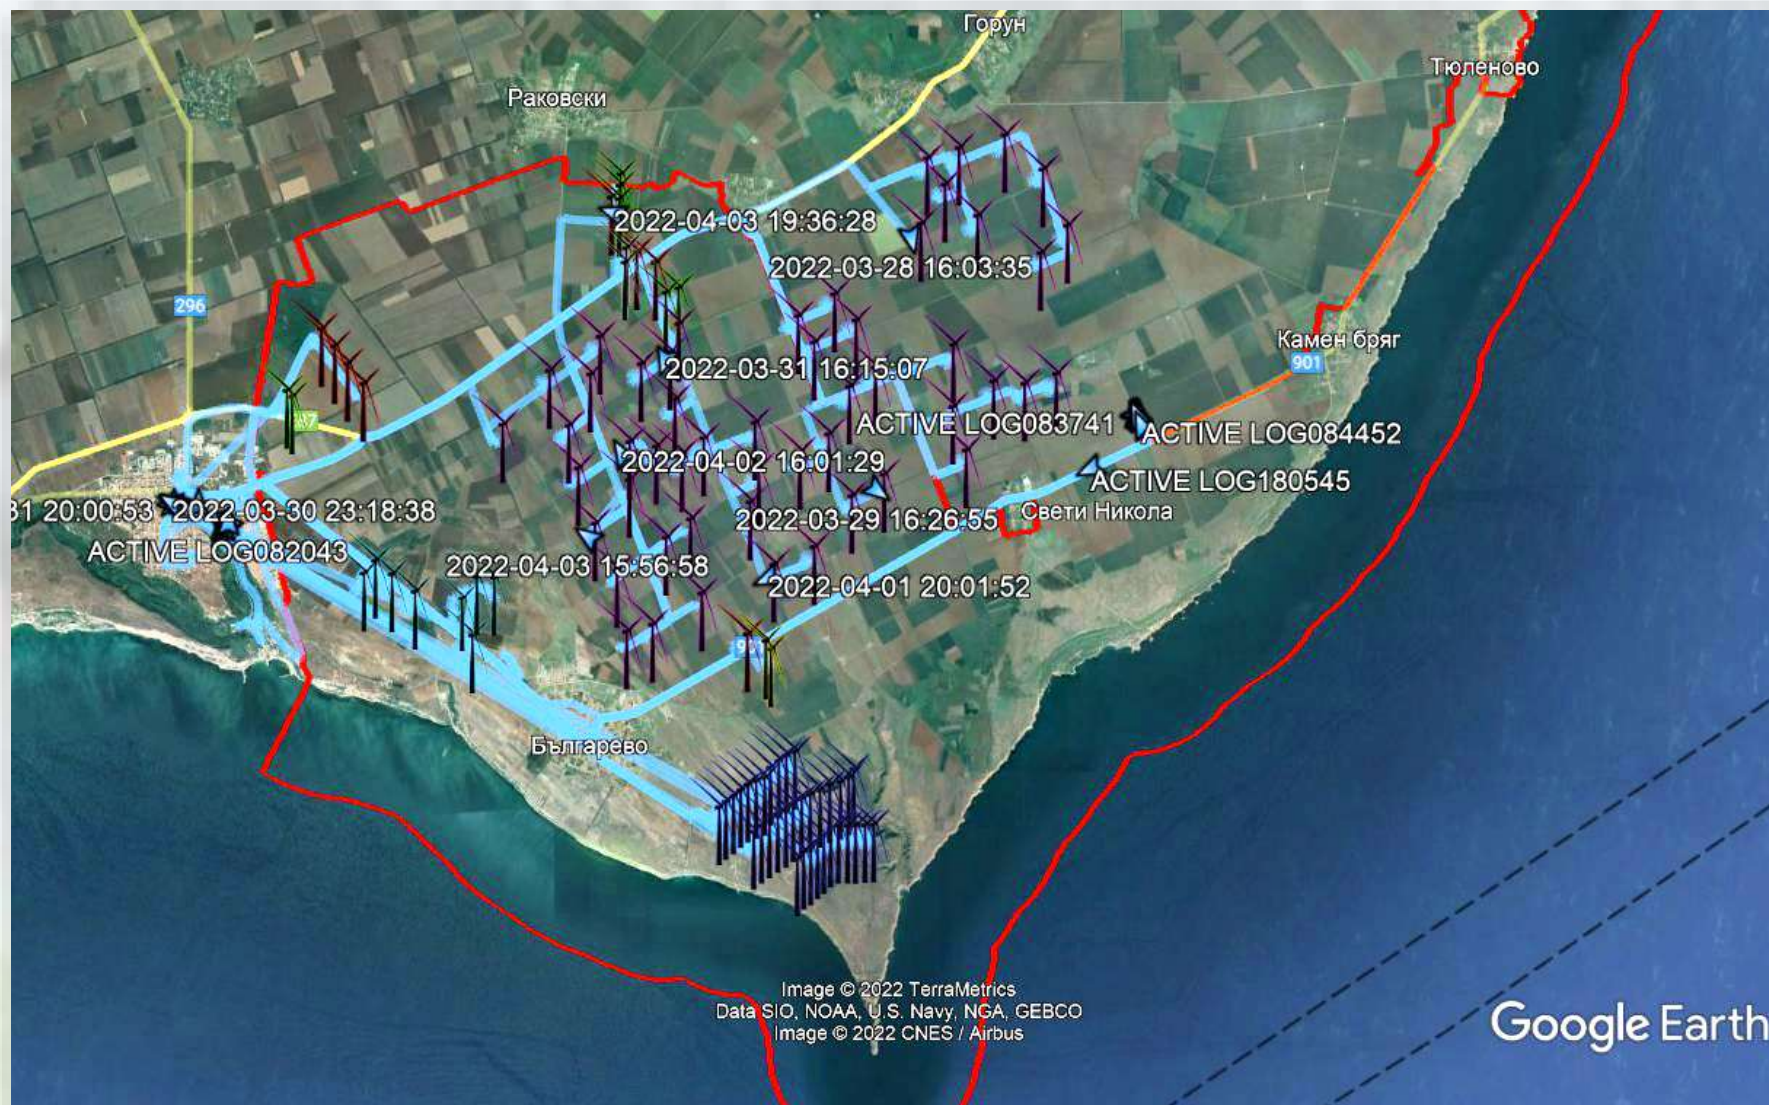 Горун
Тюленово
Раковски
2022-04-03 19:36:28
2022-03-28 16:03:35
296
Камен бряг
901
2022-03-31 16:15:07
ACTIVE LOG083741
ACTIVE LOG084452
2022-04-02 16:01:29
ACTIVE LOG180545
31 20:00:53
2022-03-30 23:18:38
2022-03-29 16:26:55
Свети Никола
ACTIVE LOG082043
2022-04-03 15:56:58
2022-04-01 20:01:52
Българево
Image © 2022 TerraMetrics
Data SIO, NOAA, U.S. Navy, NGA, GEBCO
Image © 2022 CNES / Airbus
Google Earth